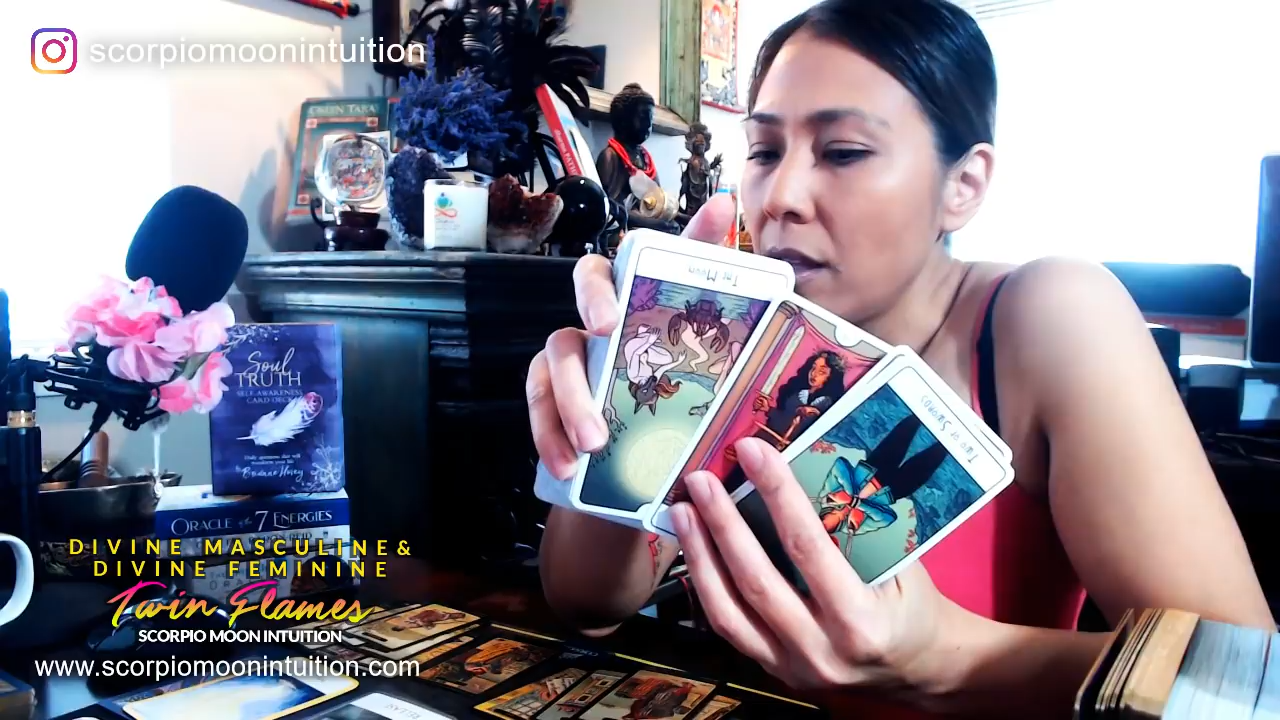 scorpiomoonintuition
GREEN TARA
Soul
TRUTH
SELF-AWARENESS
CARD DECK
ORACLE of the 7 ENERGIES
DIVINE MASCULINE &
DIVINE FEMININE
Twin Flames
SCORPIO MOON INTUITION
www.scorpiomoonintuition.com
The Moon
Two of Swords